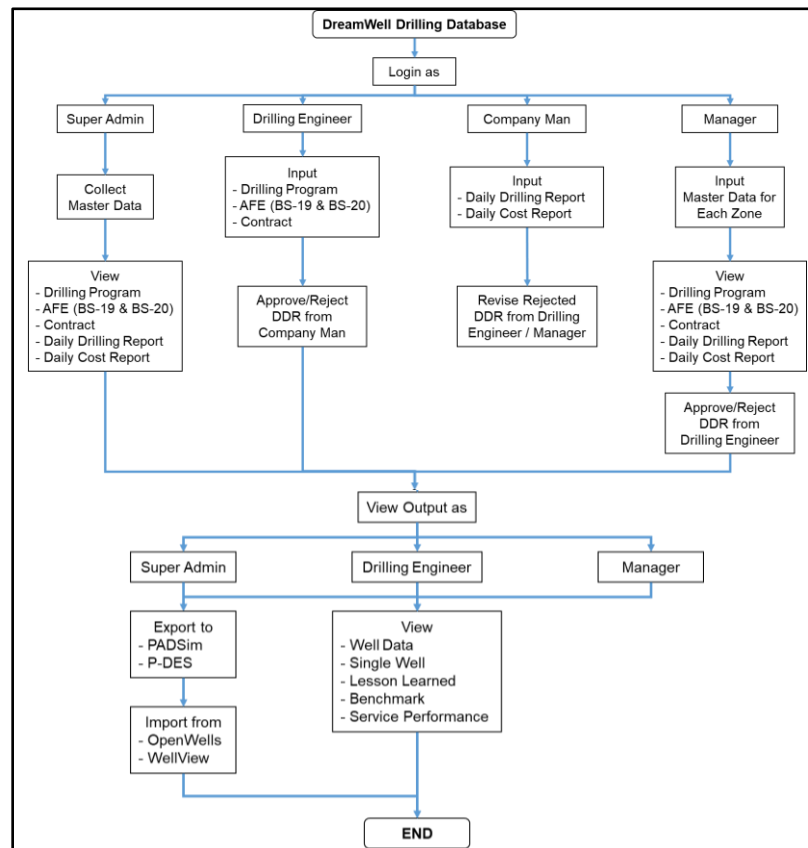 DreamWell Drilling Database
Login as
Super Admin
Drilling Engineer
Company Man
Manager
Collect
Master Data
Input
- Drilling Program
- AFE (BS-19 & BS-20)
- Contract
Input
- Daily Drilling Report
- Daily Cost Report
Input
Master Data for
Each Zone
View
- Drilling Program
- AFE (BS-19 & BS-20)
- Contract
- Daily Drilling Report
- Daily Cost Report
Approve/Reject
DDR from
Company Man
Revise Rejected
DDR from Drilling
Engineer / Manager
View
- Drilling Program
- AFE (BS-19 & BS-20)
- Contract
- Daily Drilling Report
- Daily Cost Report
Approve/Reject
DDR from
Drilling Engineer
View Output as
Super Admin
Drilling Engineer
Manager
Export to
- PADSim
- P-DES
View
- Well Data
- Single Well
- Lesson Learned
- Benchmark
- Service Performance
Import from
- OpenWells
- WellView
END